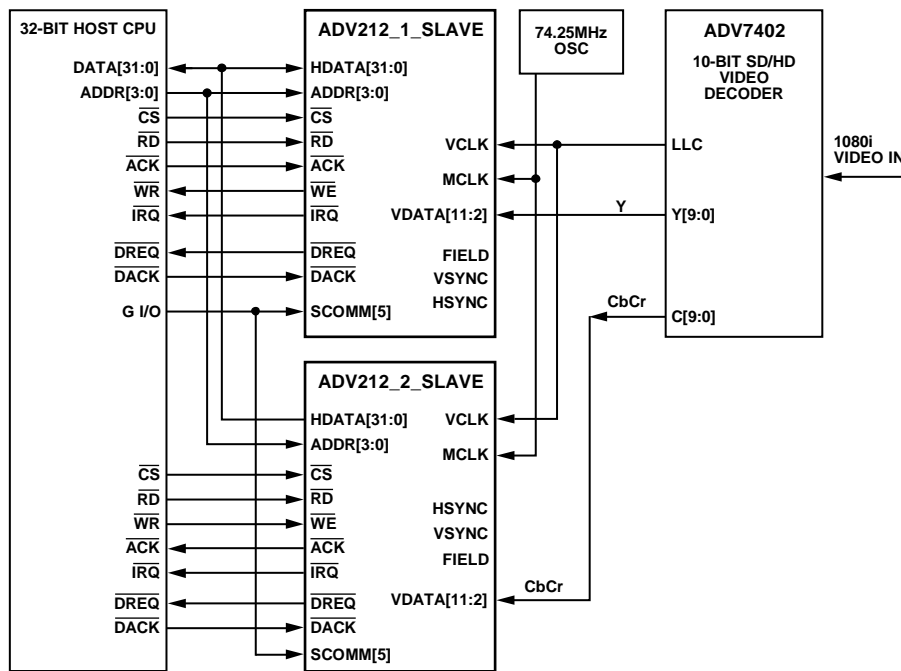 32-BIT HOST CPU
DATA[31:0]
ADDR[3:0]
CS
RD
ACK
WR
IRQ
DREQ
DACK
G I/O
CS
RD
WR
ACK
IRQ
DREQ
DACK
ADV212_1_SLAVE
HDATA[31:0]
ADDR[3:0]
CS
RD
ACK
WE
IRQ
DREQ
DACK
SCOMM[5]
VCLK
MCLK
VDATA[11:2]
FIELD
VSYNC
HSYNC
ADV212_2_SLAVE
HDATA[31:0]
ADDR[3:0]
CS
RD
WE
ACK
IRQ
DREQ
DACK
SCOMM[5]
VCLK
MCLK
HSYNC
VSYNC
FIELD
VDATA[11:2]
74.25MHz
OSC
Y
CbCr
CbCr
ADV7402
10-BIT SD/HD
VIDEO
DECODER
LLC
Y[9:0]
C[9:0]
1080i
VIDEO IN